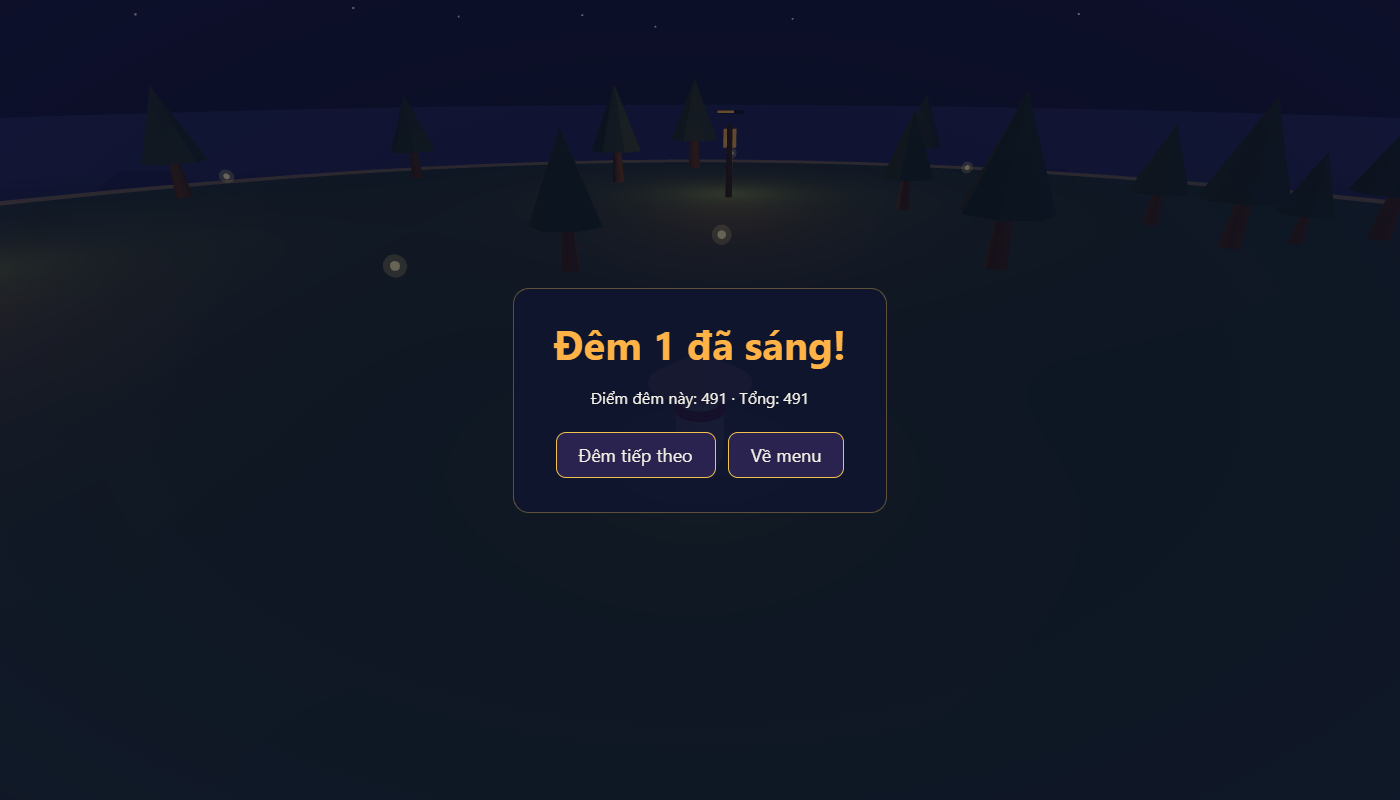 Đêm 1 đã sáng!
Điểm đêm này: 491 · Tổng: 491
Đêm tiếp theo
Về menu